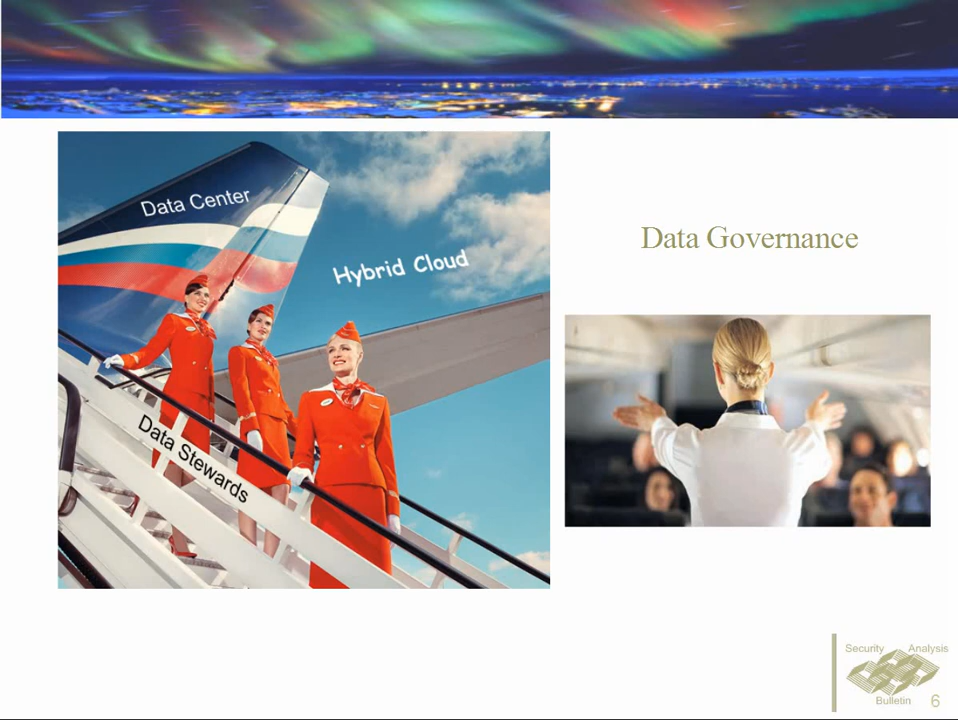 Data Center
Hybrid Cloud
Data Stewards
Data Governance
Security Analysis
Bulletin
6